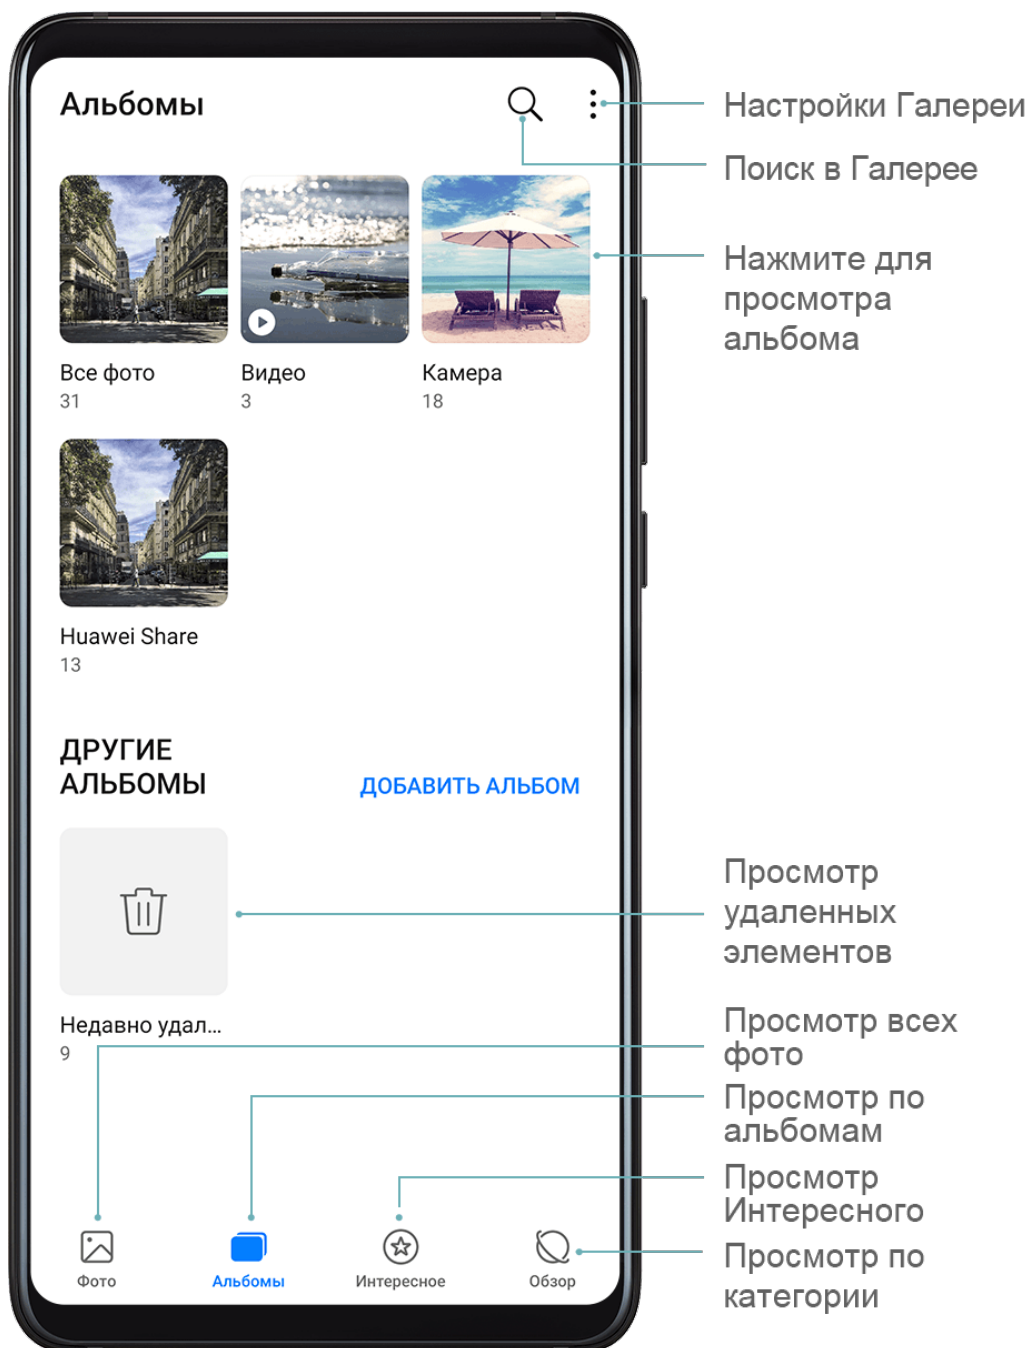 Альбомы
Настройки Галереи
Поиск в Галерее
Нажмите для
просмотра
альбома
Все фото
31
Видео
3
Камера
18
Huawei Share
13
ДРУГИЕ
АЛЬБОМЫ
ДОБАВИТЬ АЛЬБОМ
Просмотр
удаленных
элементов
Недавно удал...
9
Просмотр всех
фото
Просмотр по
альбомам
Просмотр
Интересного
Просмотр по
категории
Фото
Альбомы
Интересное
Обзор